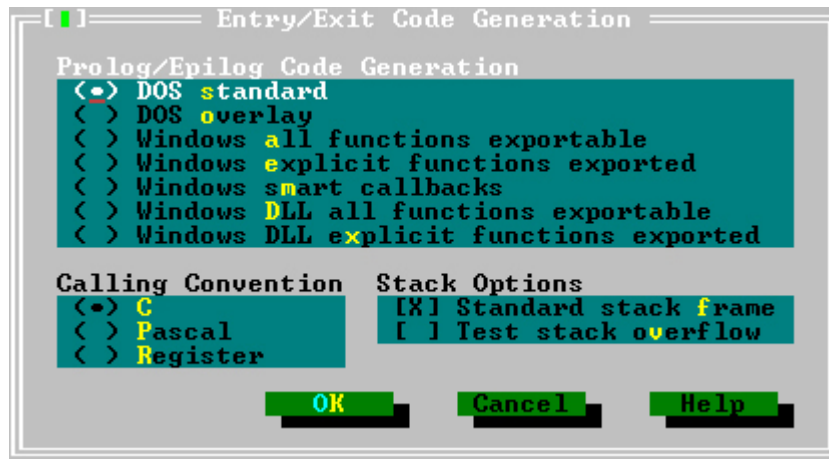 [■] Entry/Exit Code Generation
Prolog/Epilog Code Generation
(•) DOS standard
( ) DOS overlay
( ) Windows all functions exportable
( ) Windows explicit functions exported
( ) Windows smart callbacks
( ) Windows DLL all functions exportable
( ) Windows DLL explicit functions exported
Calling Convention
(•) C
( ) Pascal
( ) Register
Stack Options
[X] Standard stack frame
[ ] Test stack overflow
OK Cancel Help